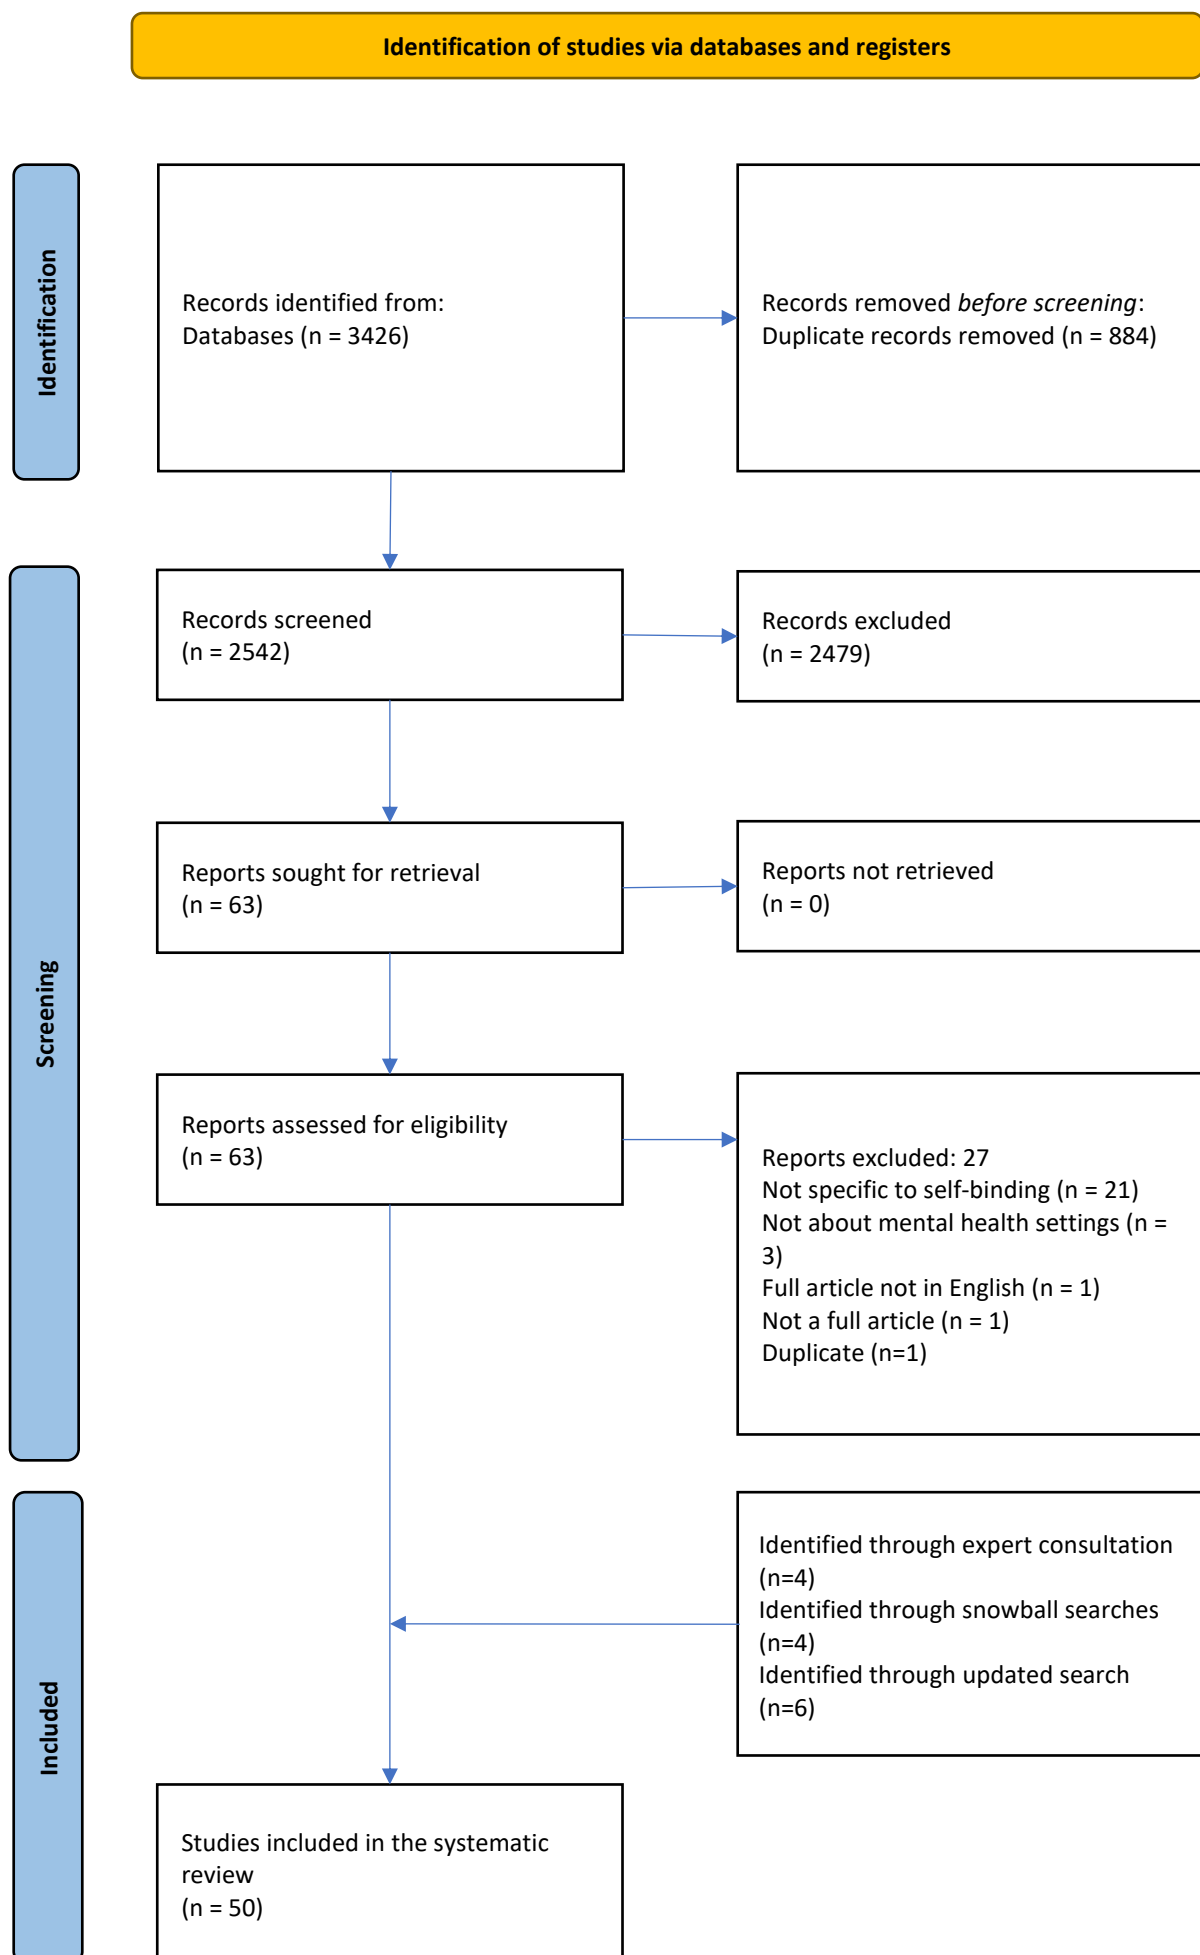 Identification of studies via databases and registers
Identification
Records identified from:
Databases (n = 3426)
Records removed before screening:
Duplicate records removed (n = 884)
Screening
Records screened
(n = 2542)
Records excluded
(n = 2479)
Reports sought for retrieval
(n = 63)
Reports not retrieved
(n = 0)
Reports assessed for eligibility
(n = 63)
Reports excluded: 27
Not specific to self-binding (n = 21)
Not about mental health settings (n =
3)
Full article not in English (n = 1)
Not a full article (n = 1)
Duplicate (n=1)
Included
Identified through expert consultation
(n=4)
Identified through snowball searches
(n=4)
Identified through updated search
(n=6)
Studies included in the systematic
review
(n = 50)